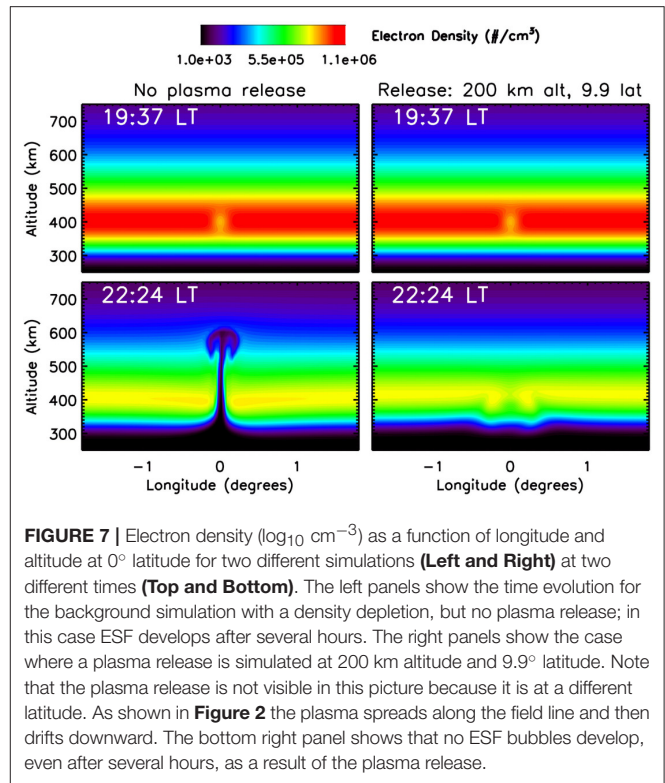 Electron Density (#/cm³)
1.0e+03 5.5e+05 1.1e+06
No plasma release
Release: 200 km alt, 9.9 lat
19:37 LT
19:37 LT
Altitude (km)
700
600
500
400
300
22:24 LT
22:24 LT
Altitude (km)
700
600
500
400
300
−1 0 1
−1 0 1
Longitude (degrees)
Longitude (degrees)
FIGURE 7 | Electron density (log₁₀ cm⁻³) as a function of longitude and
altitude at 0° latitude for two different simulations (Left and Right) at two
different times (Top and Bottom). The left panels show the time evolution for
the background simulation with a density depletion, but no plasma release; in
this case ESF develops after several hours. The right panels show the case
where a plasma release is simulated at 200 km altitude and 9.9° latitude. Note
that the plasma release is not visible in this picture because it is at a different
latitude. As shown in Figure 2 the plasma spreads along the field line and then
drifts downward. The bottom right panel shows that no ESF bubbles develop,
even after several hours, as a result of the plasma release.